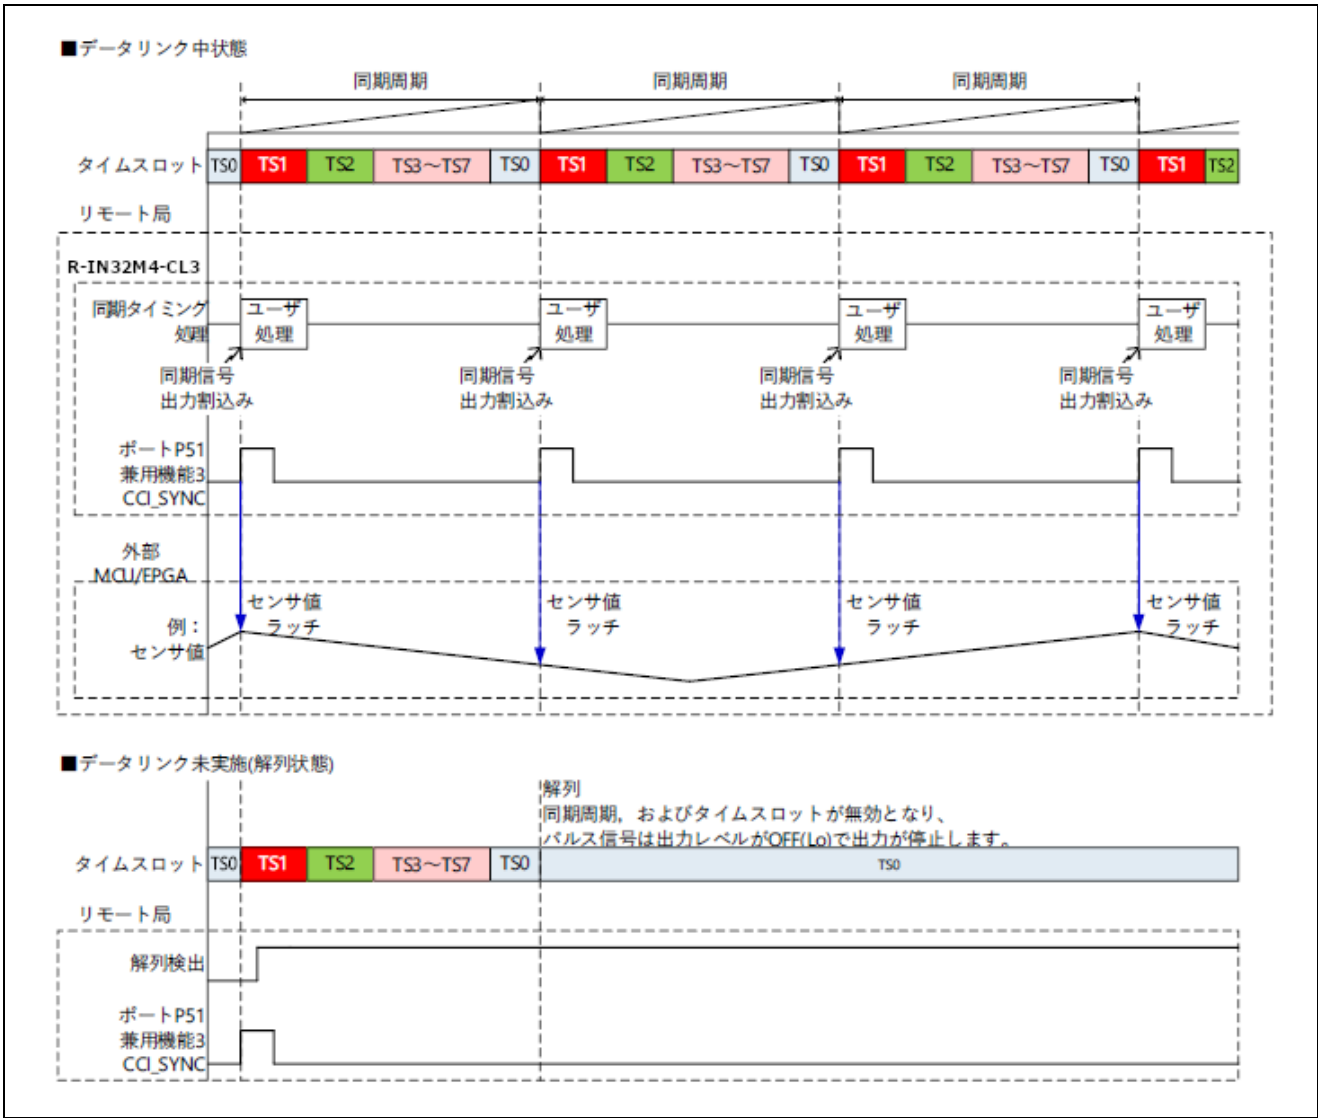 ■データリンク中状態
同期周期 同期周期 同期周期
タイムスロット TS0 TS1 TS2 TS3～TS7 TS0 TS1 TS2 TS3～TS7 TS0 TS1 TS2 TS3～TS7 TS0 TS1 TS2
リモート局
R-IN32M4-CL3
同期タイミング ユーザ ユーザ ユーザ ユーザ
処理 処理 処理 処理 処理
同期信号 同期信号 同期信号 同期信号
出力割込み 出力割込み 出力割込み 出力割込み
ポートP51
兼用機能3
CCI_SYNC
外部
MCU/FPGA
センサ値 センサ値 センサ値 センサ値
例： ラッチ ラッチ ラッチ ラッチ
センサ値
■データリンク未実施(解列状態)
解列
同期周期，およびタイムスロットが無効となり、
パルス信号は出力レベルがOFF(Lo)で出力が停止します。
タイムスロット TS0 TS1 TS2 TS3～TS7 TS0 TS0
リモート局
解列検出
ポートP51
兼用機能3
CCI_SYNC